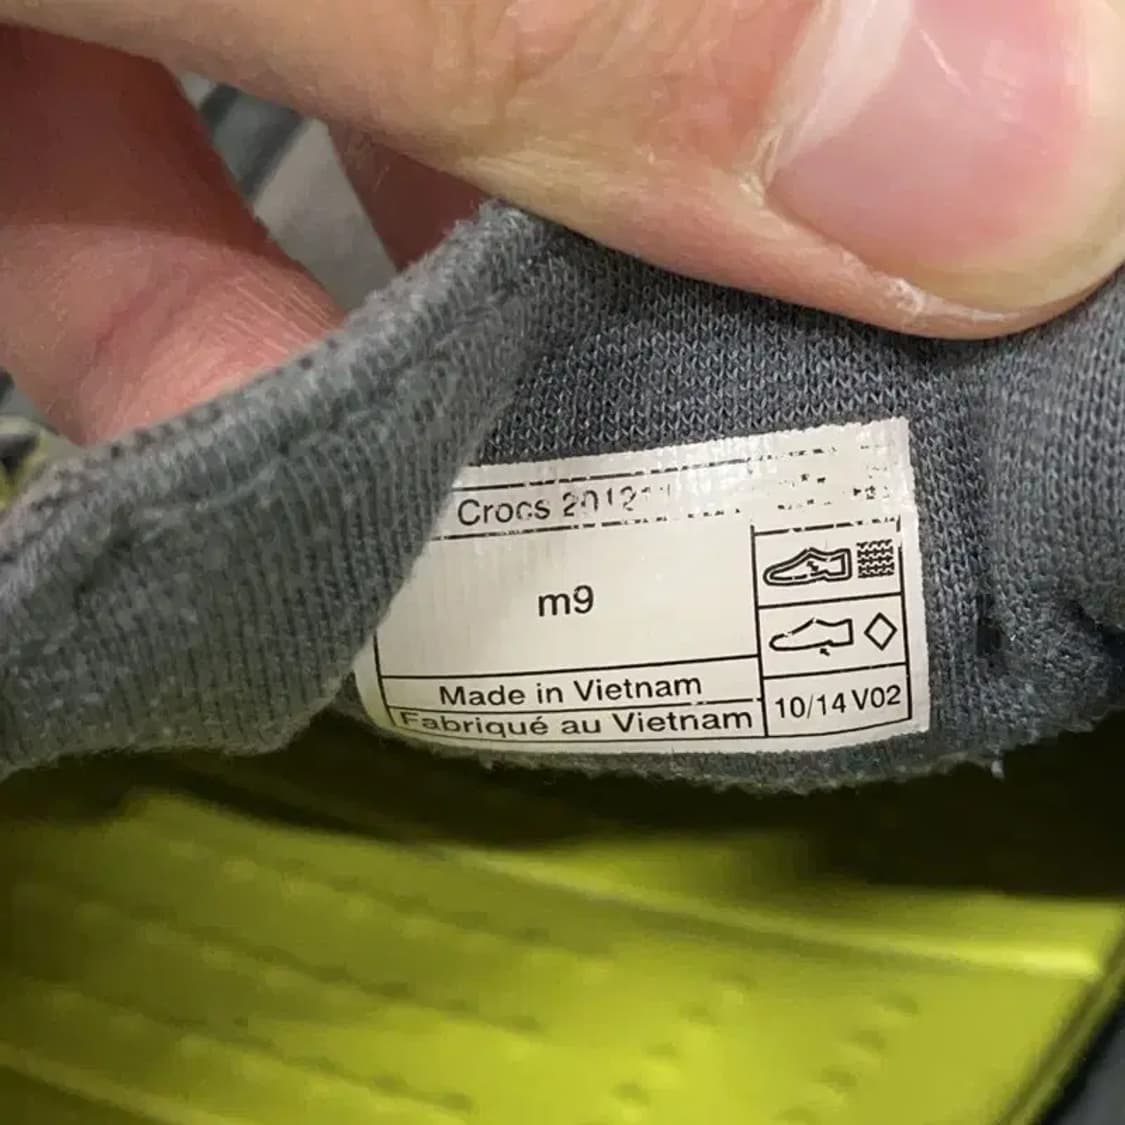 Crocs
m9
Made in Vietnam
Fabriqué au Vietnam
10/14 V02